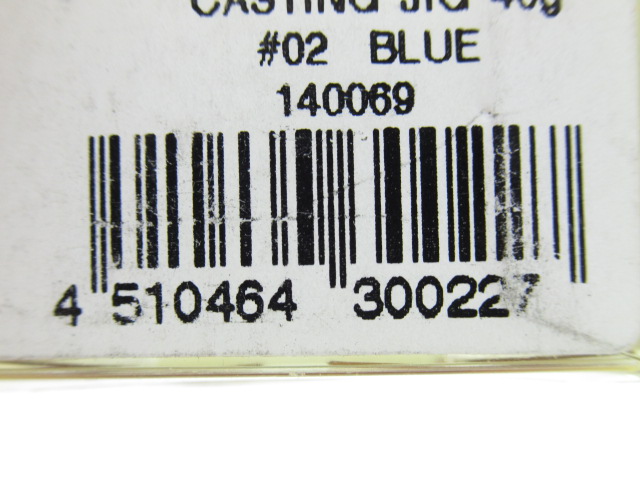 CASTING JIG 40g
#02 BLUE
140069
4 510464 300227